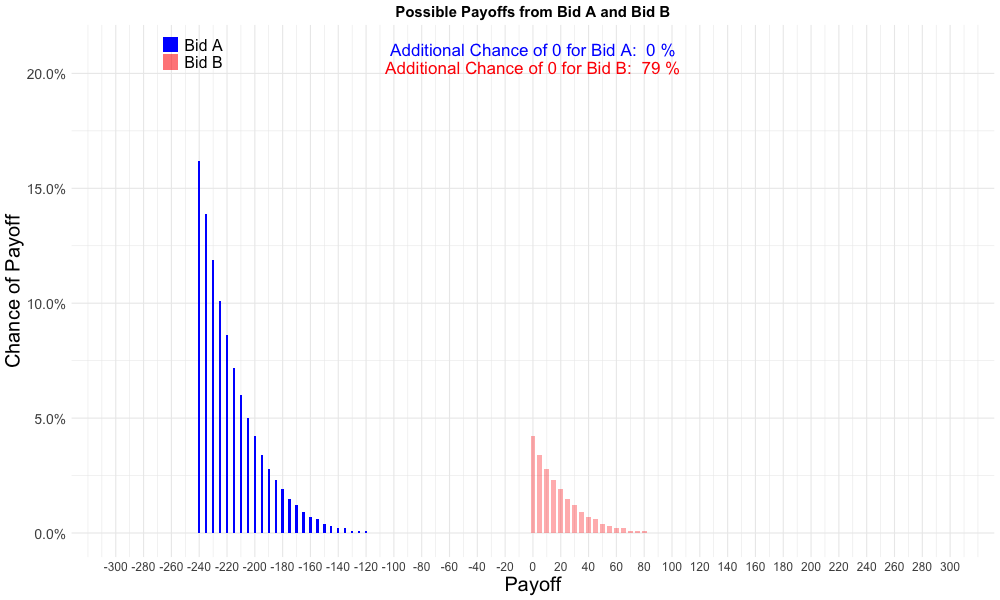 Possible Payoffs from Bid A and Bid B
Bid A
Bid B
Additional Chance of 0 for Bid A:  0 %
Additional Chance of 0 for Bid B:  79 %
Chance of Payoff
20.0%
15.0%
10.0%
5.0%
0.0%
-300 -280 -260 -240 -220 -200 -180 -160 -140 -120 -100 -80 -60 -40 -20 0 20 40 60 80 100 120 140 160 180 200 220 240 260 280 300
Payoff